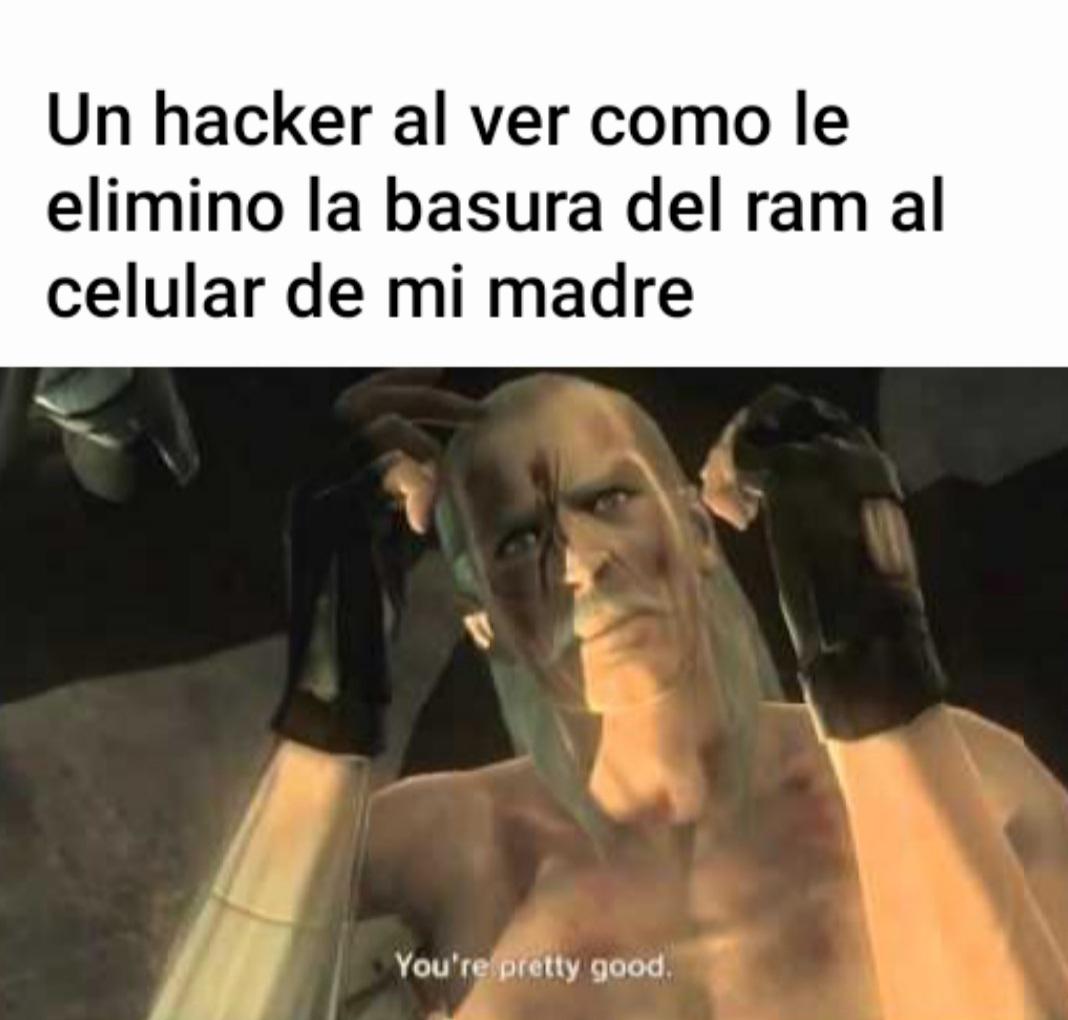 Un hacker al ver como le
elimino la basura del ram al
celular de mi madre
You're pretty good.